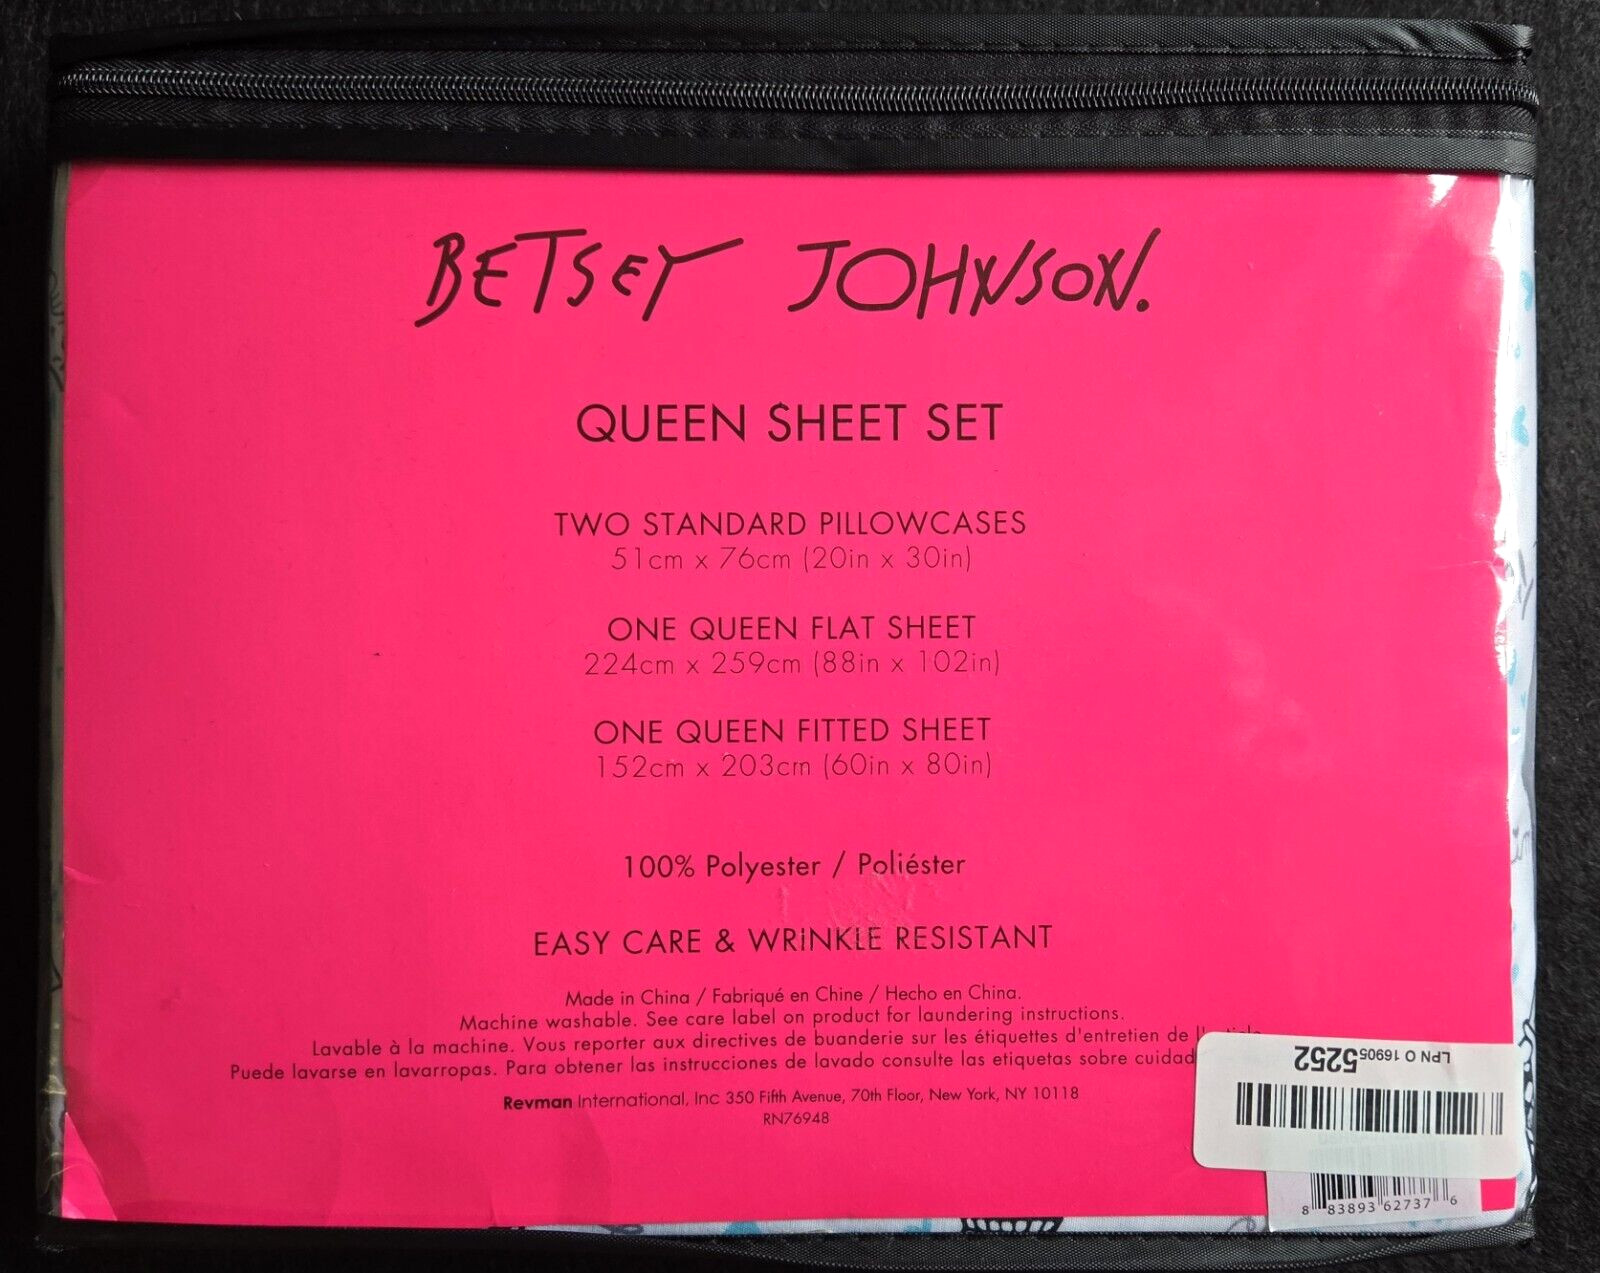 BETSEY JOHNSON.
QUEEN SHEET SET
TWO STANDARD PILLOWCASES
51cm x 76cm (20in x 30in)
ONE QUEEN FLAT SHEET
224cm x 259cm (88in x 102in)
ONE QUEEN FITTED SHEET
152cm x 203cm (60in x 80in)
100% Polyester / Poliéster
EASY CARE & WRINKLE RESISTANT
Made in China / Fabriqué en Chine / Hecho en China.
Machine washable. See care label on product for laundering instructions.
Lavable à la machine. Vous reporter aux directives de buanderie sur les étiquettes d'entretien de
Puede lavarse en lavarropas. Para obtener las instrucciones de lavado consulte las etiquetas sobre
Revman International, Inc 350 Fifth Avenue, 70th Floor, New York, NY 10118
RN76948
LPN O 169055252
8 83893 62737 6